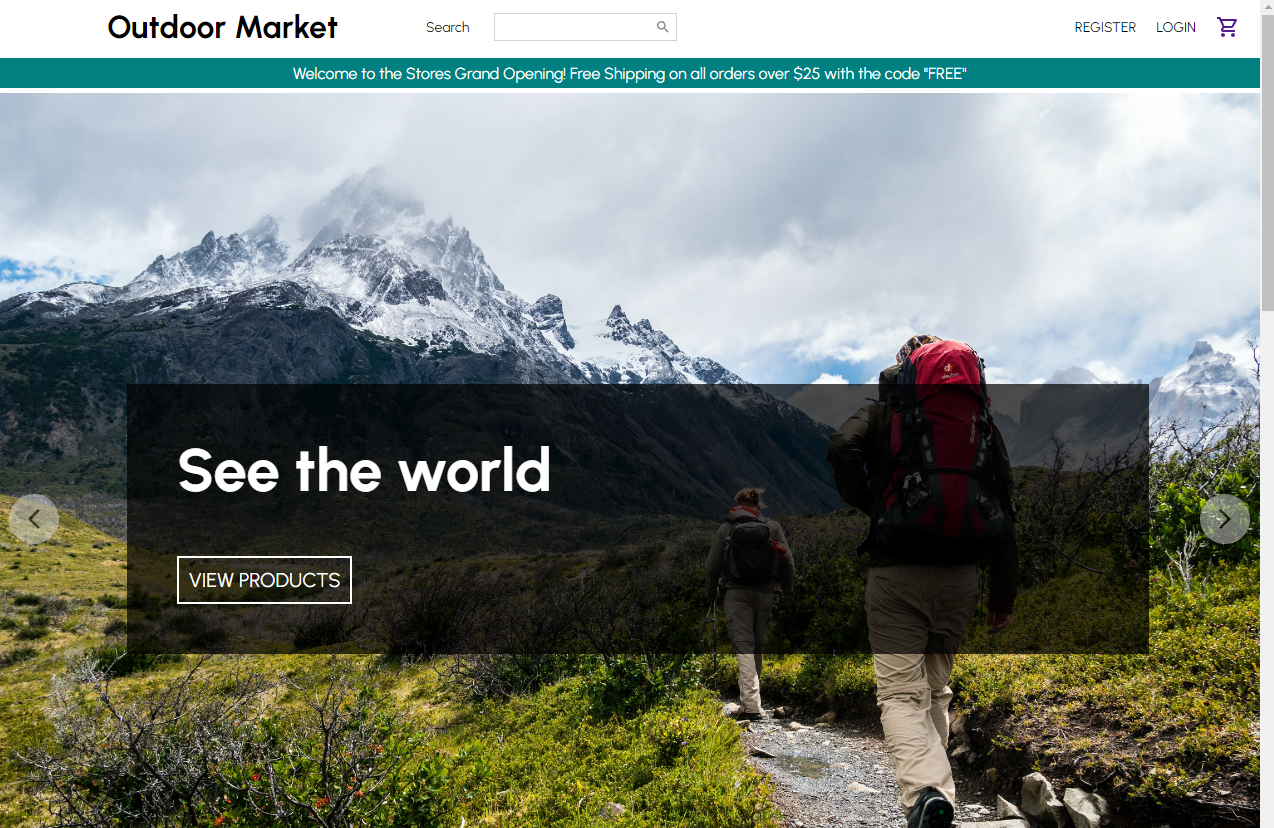 Outdoor Market
Search
REGISTER
LOGIN
Welcome to the Stores Grand Opening! Free Shipping on all orders over $25 with the code "FREE"
See the world
VIEW PRODUCTS